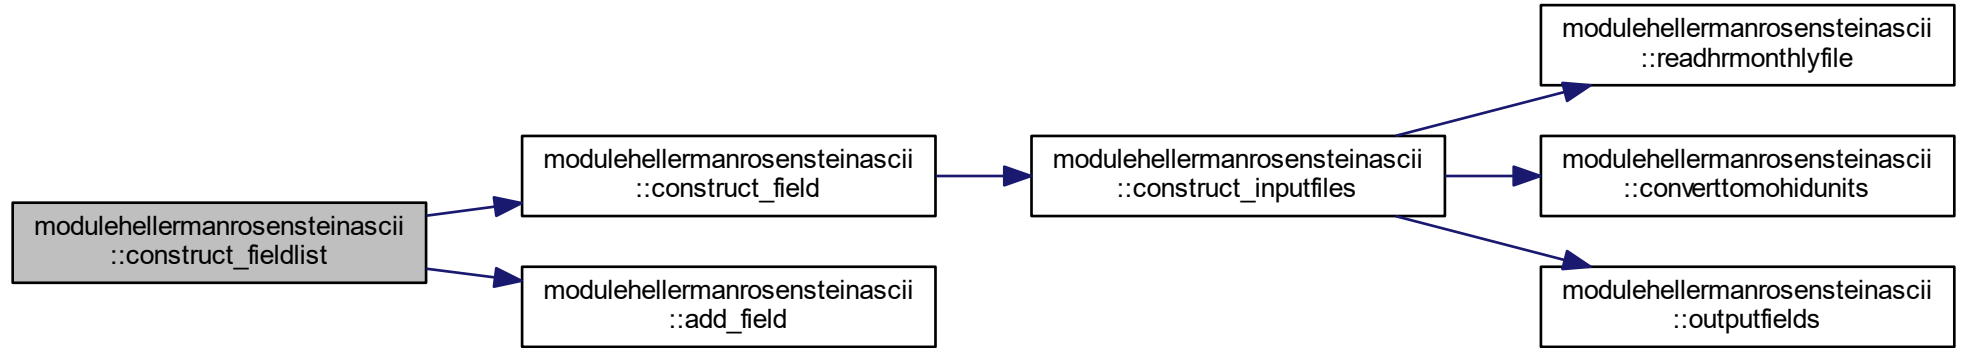 modulehellermanrosensteinascii
::construct_fieldlist
modulehellermanrosensteinascii
::construct_field
modulehellermanrosensteinascii
::add_field
modulehellermanrosensteinascii
::construct_inputfiles
modulehellermanrosensteinascii
::readhrmonthlyfile
modulehellermanrosensteinascii
::converttomohidunits
modulehellermanrosensteinascii
::outputfields